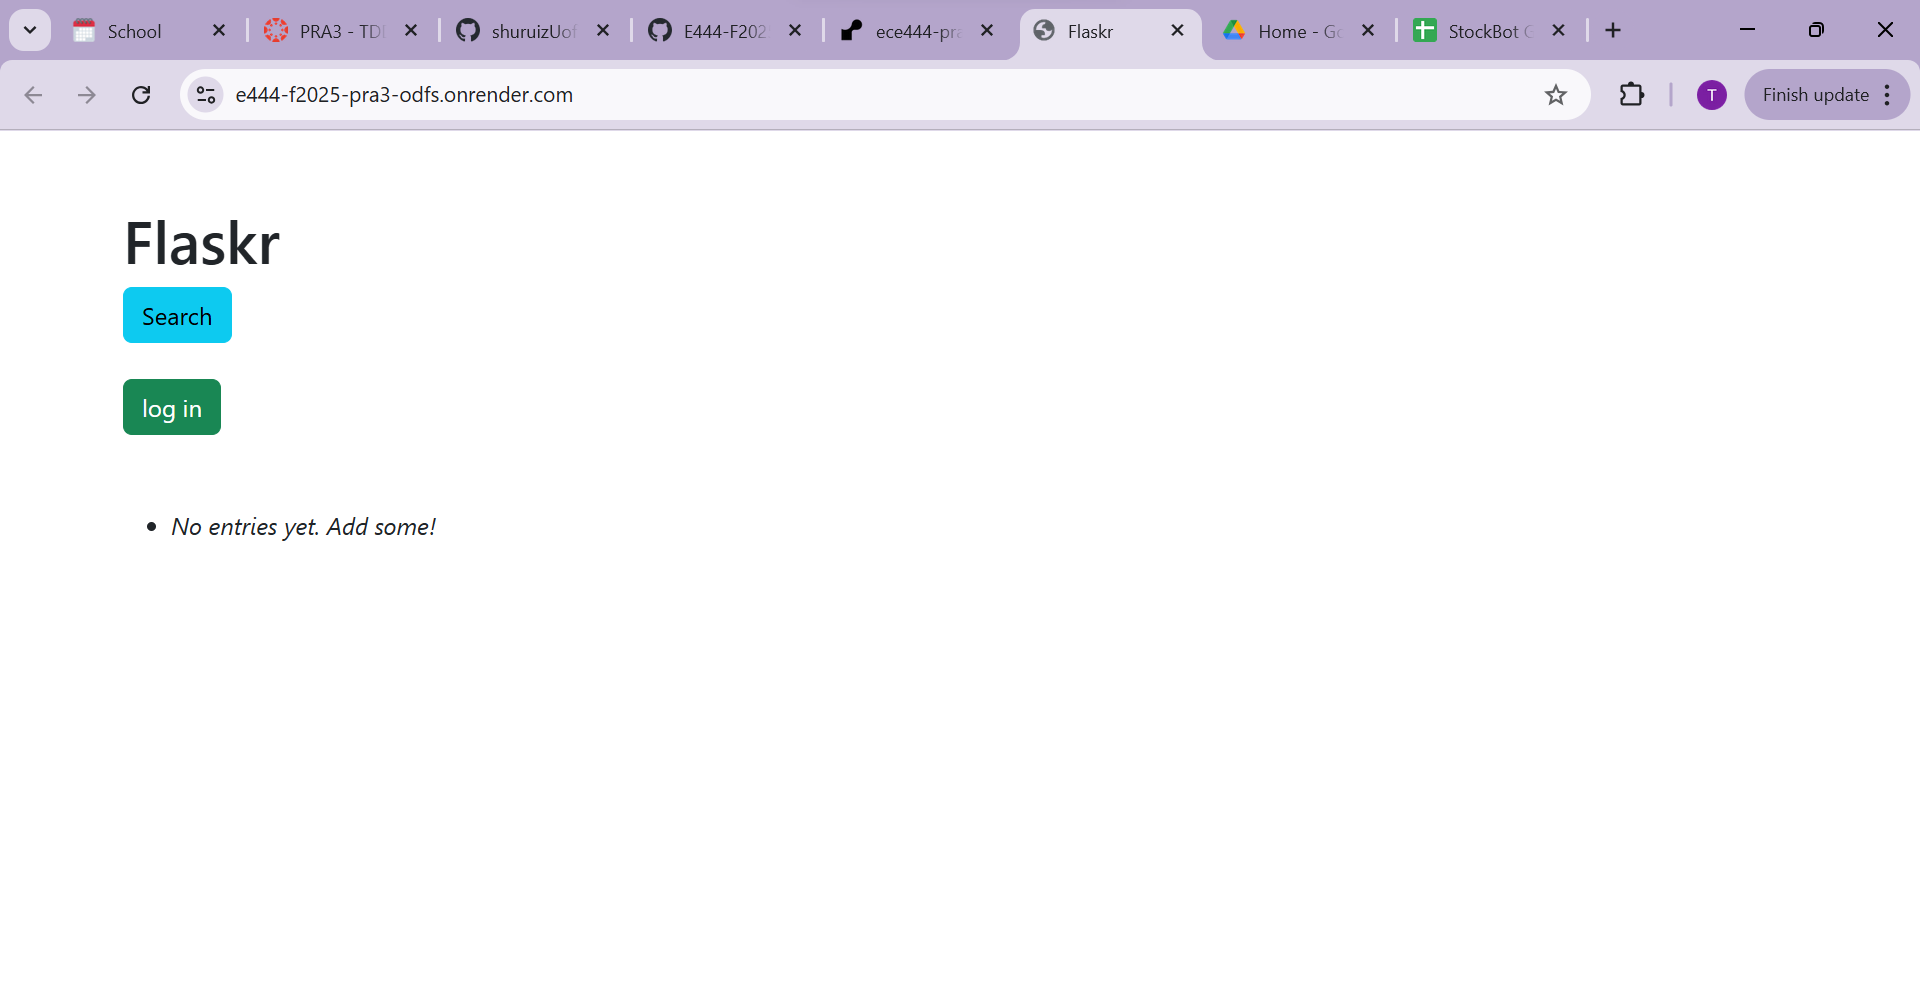 School PRA3 - TD shuruizUof E444-F202 ece444-pra Flaskr Home - Go StockBot
e444-f2025-pra3-odfs.onrender.com T Finish update
Flaskr
Search
log in
No entries yet. Add some!